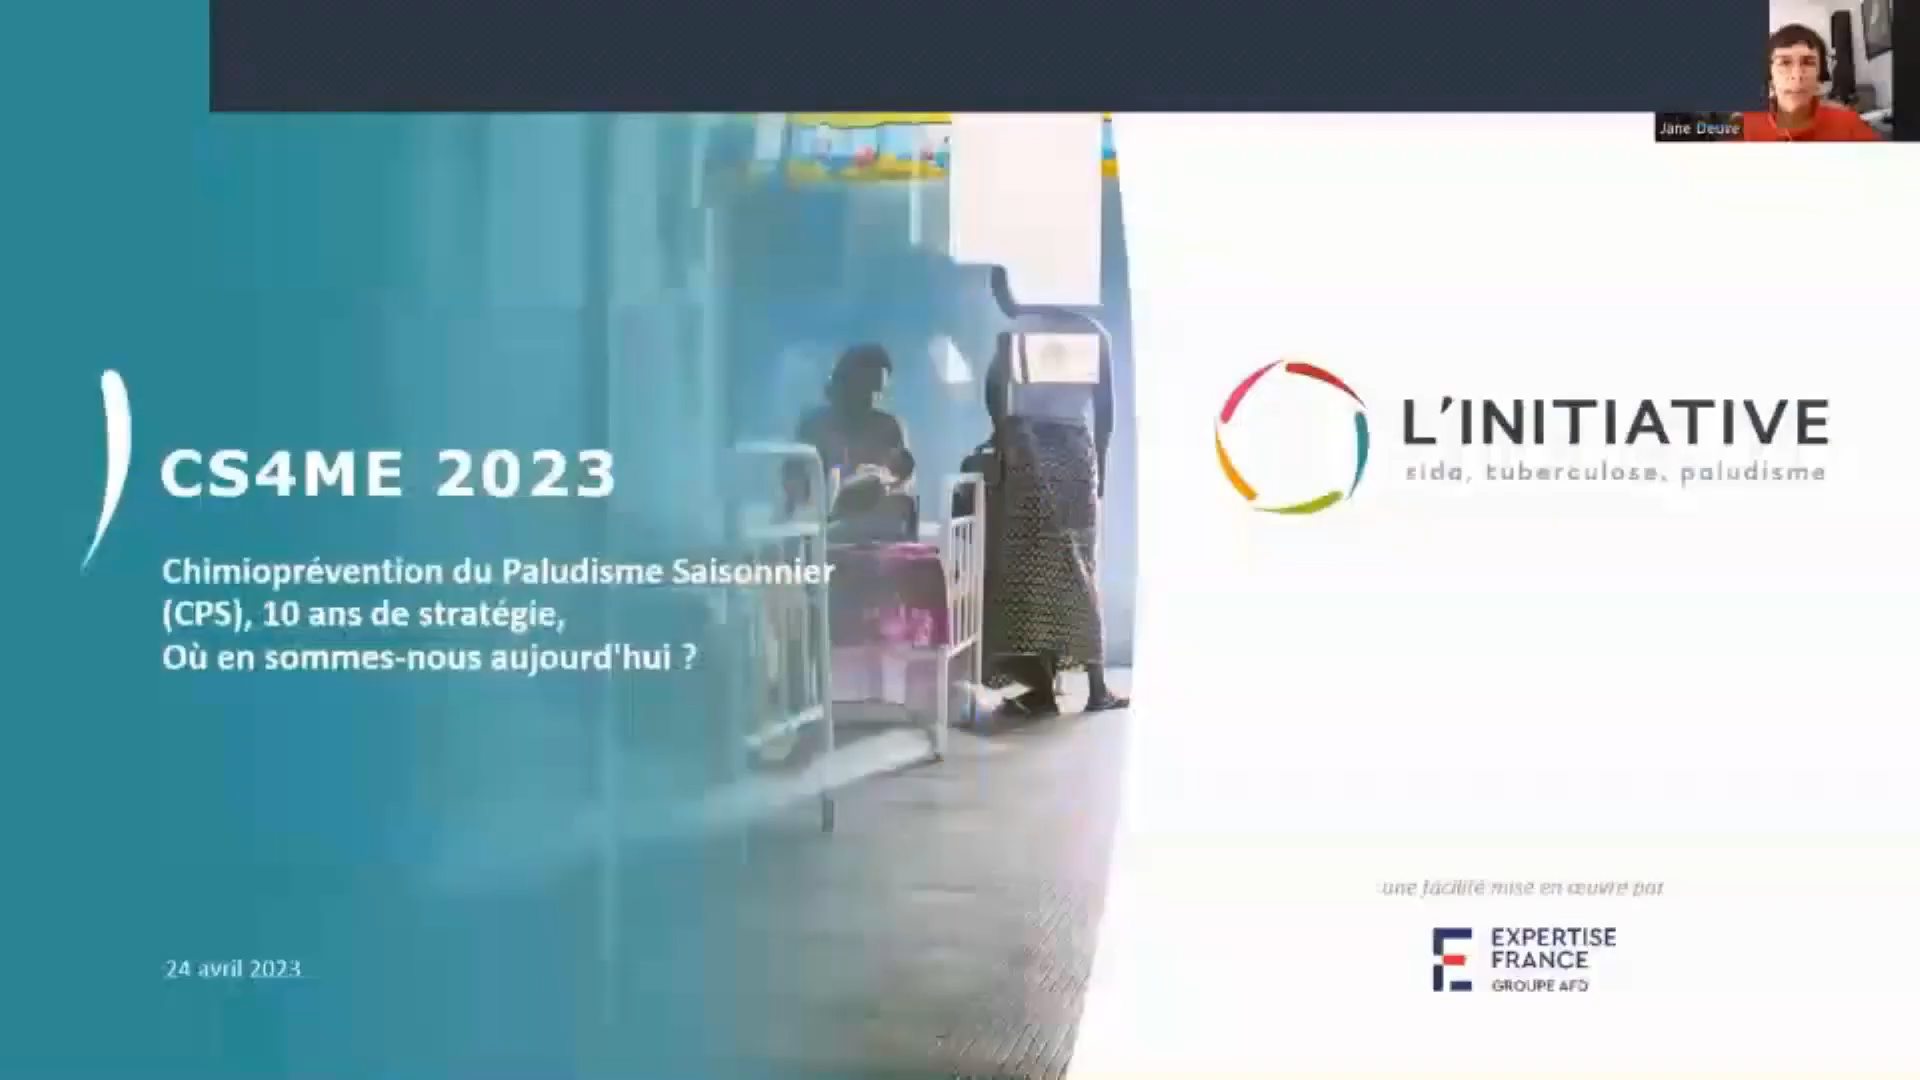 Jane Deuve
CS4ME 2023
Chimioprévention du Paludisme Saisonnier
(CPS), 10 ans de stratégie,
Où en sommes-nous aujourd'hui ?
24 avril 2023
L'INITIATIVE
sida, tuberculose, paludisme
une facilité mise en œuvre par
EXPERTISE
FRANCE
GROUPE AFD